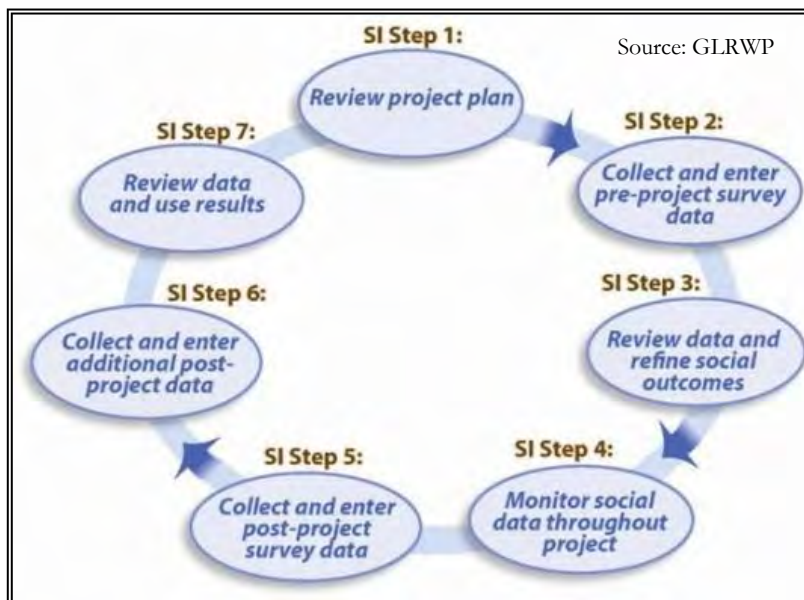 Source: GLRWP
SI Step 1:
Review project plan
SI Step 2:
Collect and enter
pre-project survey
data
SI Step 3:
Review data and
refine social
outcomes
SI Step 4:
Monitor social
data throughout
project
SI Step 5:
Collect and enter
post-project
survey data
SI Step 6:
Collect and enter
additional post-
project data
SI Step 7:
Review data
and use results